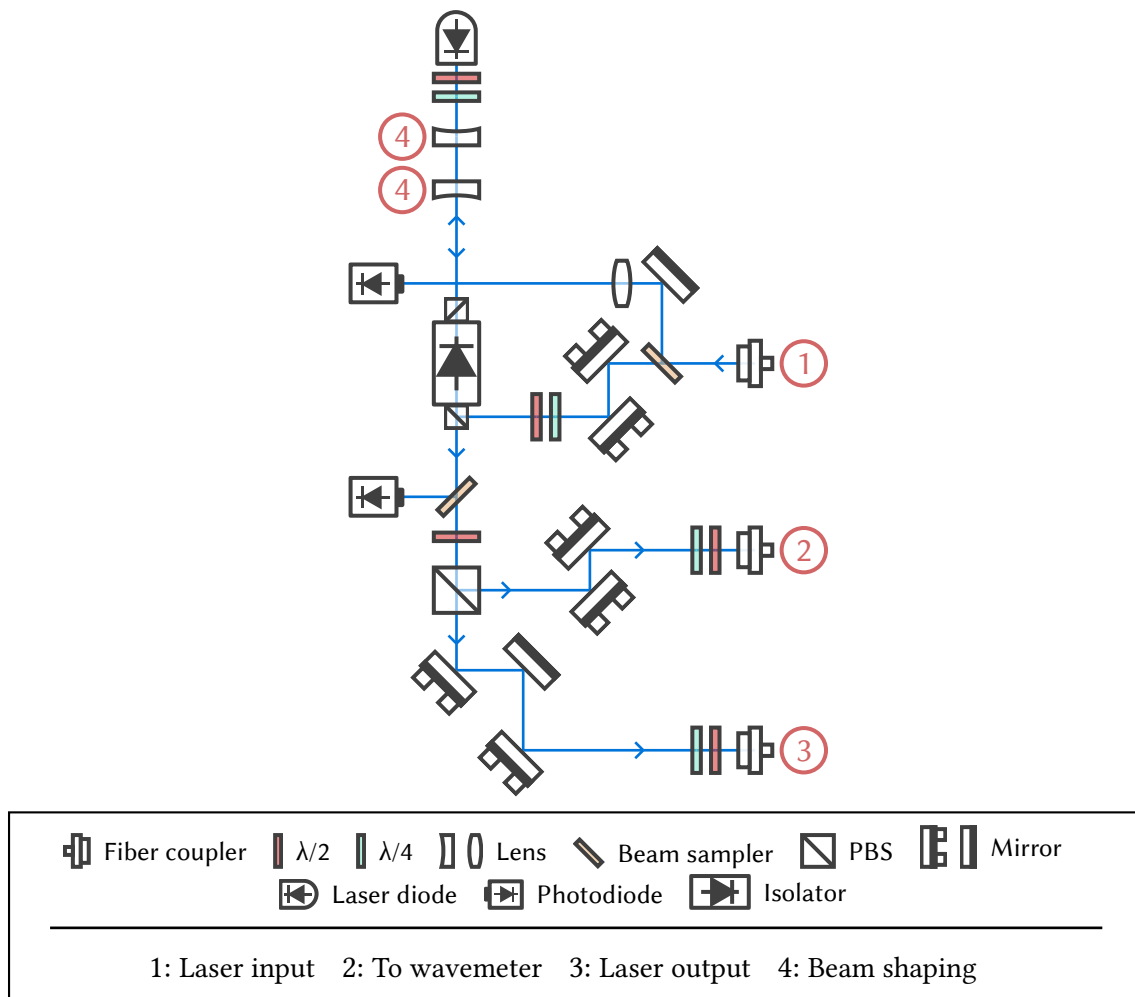 4
4
1
2
3
Fiber coupler λ/2 λ/4 Lens Beam sampler PBS Mirror
Laser diode Photodiode Isolator
1: Laser input 2: To wavemeter 3: Laser output 4: Beam shaping